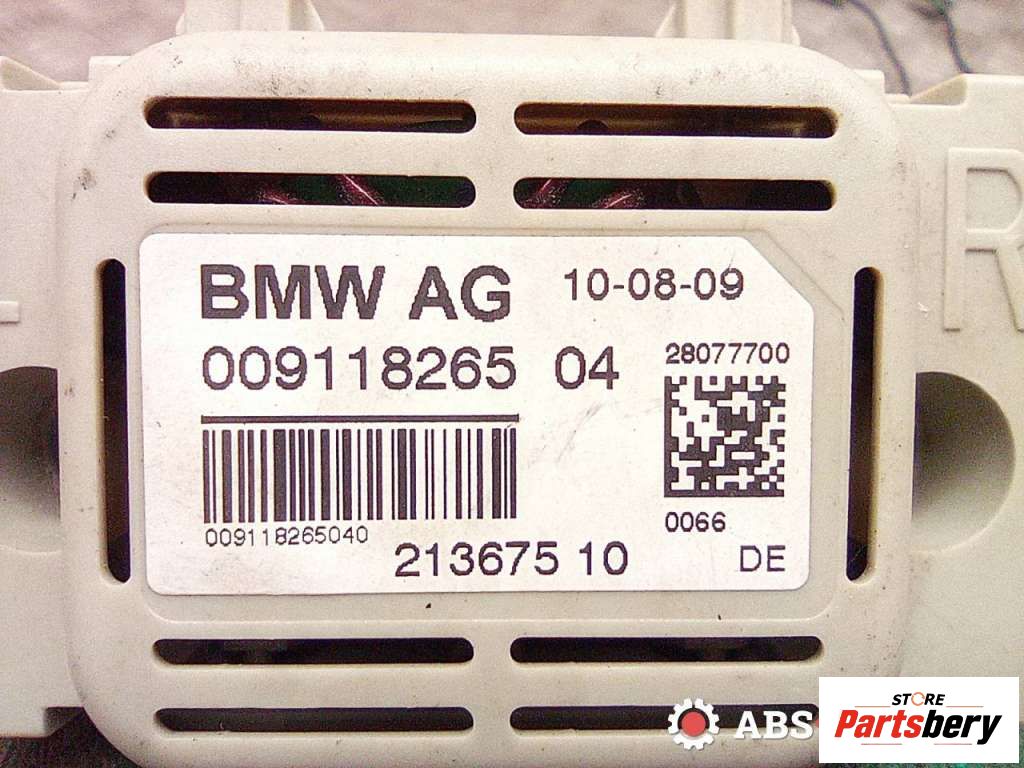 BMW AG 10-08-09
009118265 04
28077700
009118265040
0066
213675 10
DE
R
ABS
STORE
Partsbery